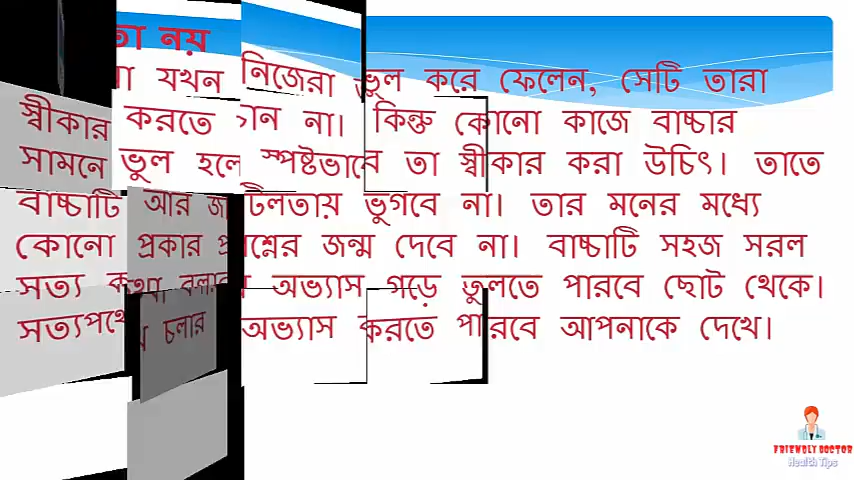 নয়
যখন নিজেরা ভুল করে ফেলেন, সেটি তারা
স্বীকার করতে চান না। কিন্তু কোনো কাজে বাচ্চার
সামনে ভুল হলে স্পষ্টভাবে তা স্বীকার করা উচিৎ। তাতে
বাচ্চাটি আর জটিলতায় ভুগবে না। তার মনের মধ্যে
কোনো প্রকার প্রশ্নের জন্ম দেবে না। বাচ্চাটি সহজ সরল
সত্য কথা বলার অভ্যাস গড়ে তুলতে পারবে ছোট থেকে।
সত্যপথে চলার অভ্যাস করতে পারবে আপনাকে দেখে।
FRIENDLY DOCTOR
Health Tips